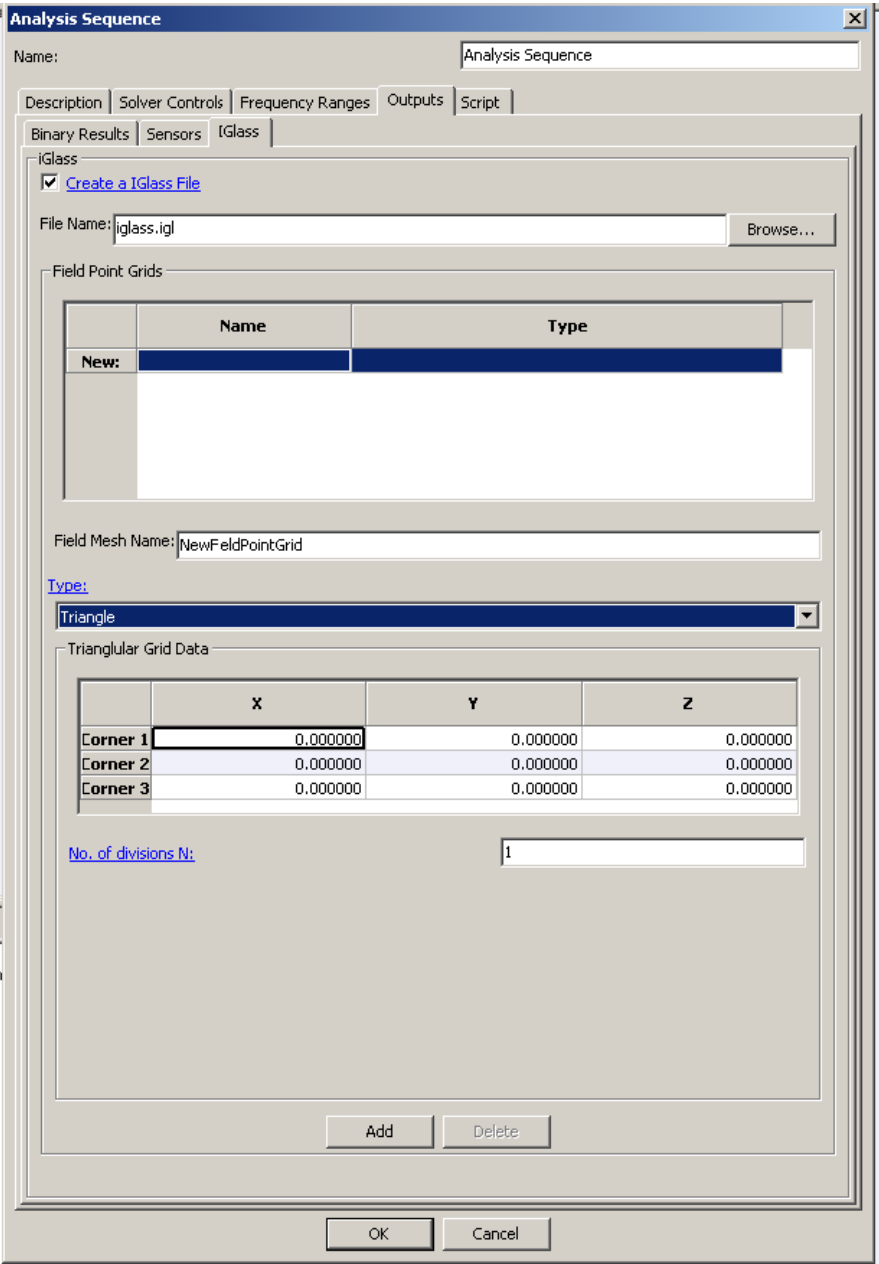 Analysis Sequence
Name: Analysis Sequence
Description Solver Controls Frequency Ranges Outputs Script
Binary Results Sensors IGlass
iGlass
Create a IGlass File
File Name: iglass.igl Browse...
Field Point Grids
Name Type
New:
Field Mesh Name: NewFeldPointGrid
Type:
Triangle
Trianglular Grid Data
X Y Z
Corner 1 0.000000 0.000000 0.000000
Corner 2 0.000000 0.000000 0.000000
Corner 3 0.000000 0.000000 0.000000
No. of divisions N: 1
Add Delete
OK Cancel